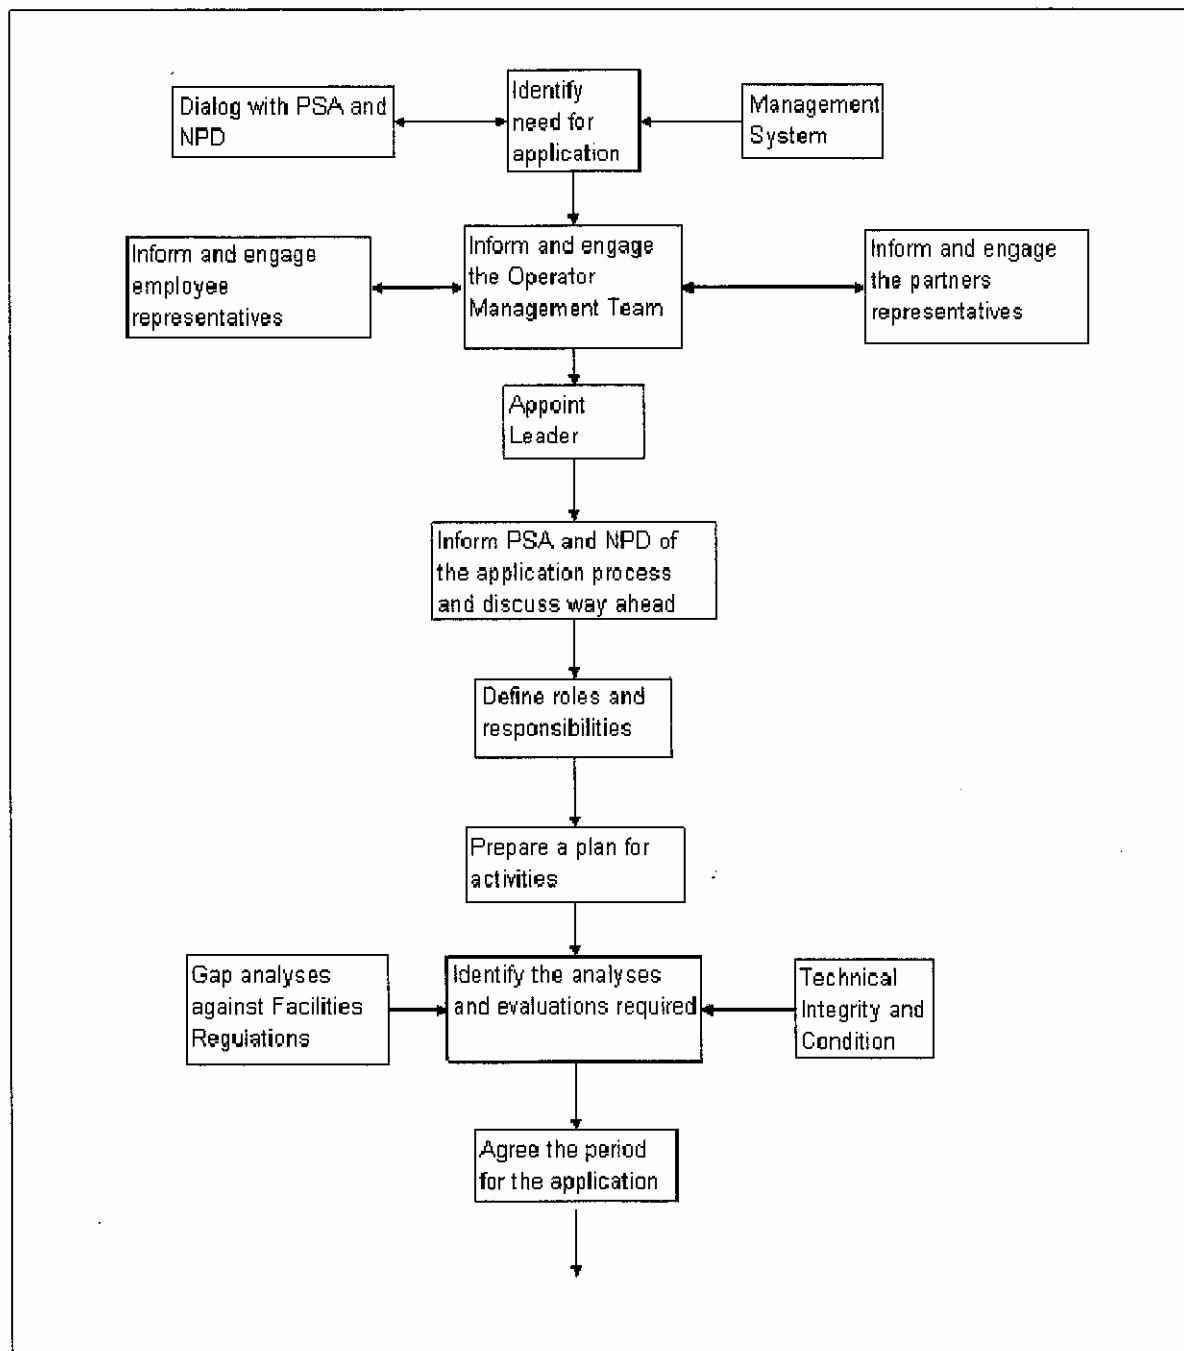 Dialog with PSA and
NPD
Identify
need for
application
Management
System
Inform and engage
employee
representatives
Inform and engage
the Operator
Management Team
Inform and engage
the partners
representatives
Appoint
Leader
Inform PSA and NPD of
the application process
and discuss way ahead
Define roles and
responsibilities
Prepare a plan for
activities
Gap analyses
against Facilities
Regulations
Identify the analyses
and evaluations required
Technical
Integrity and
Condition
Agree the period
for the application